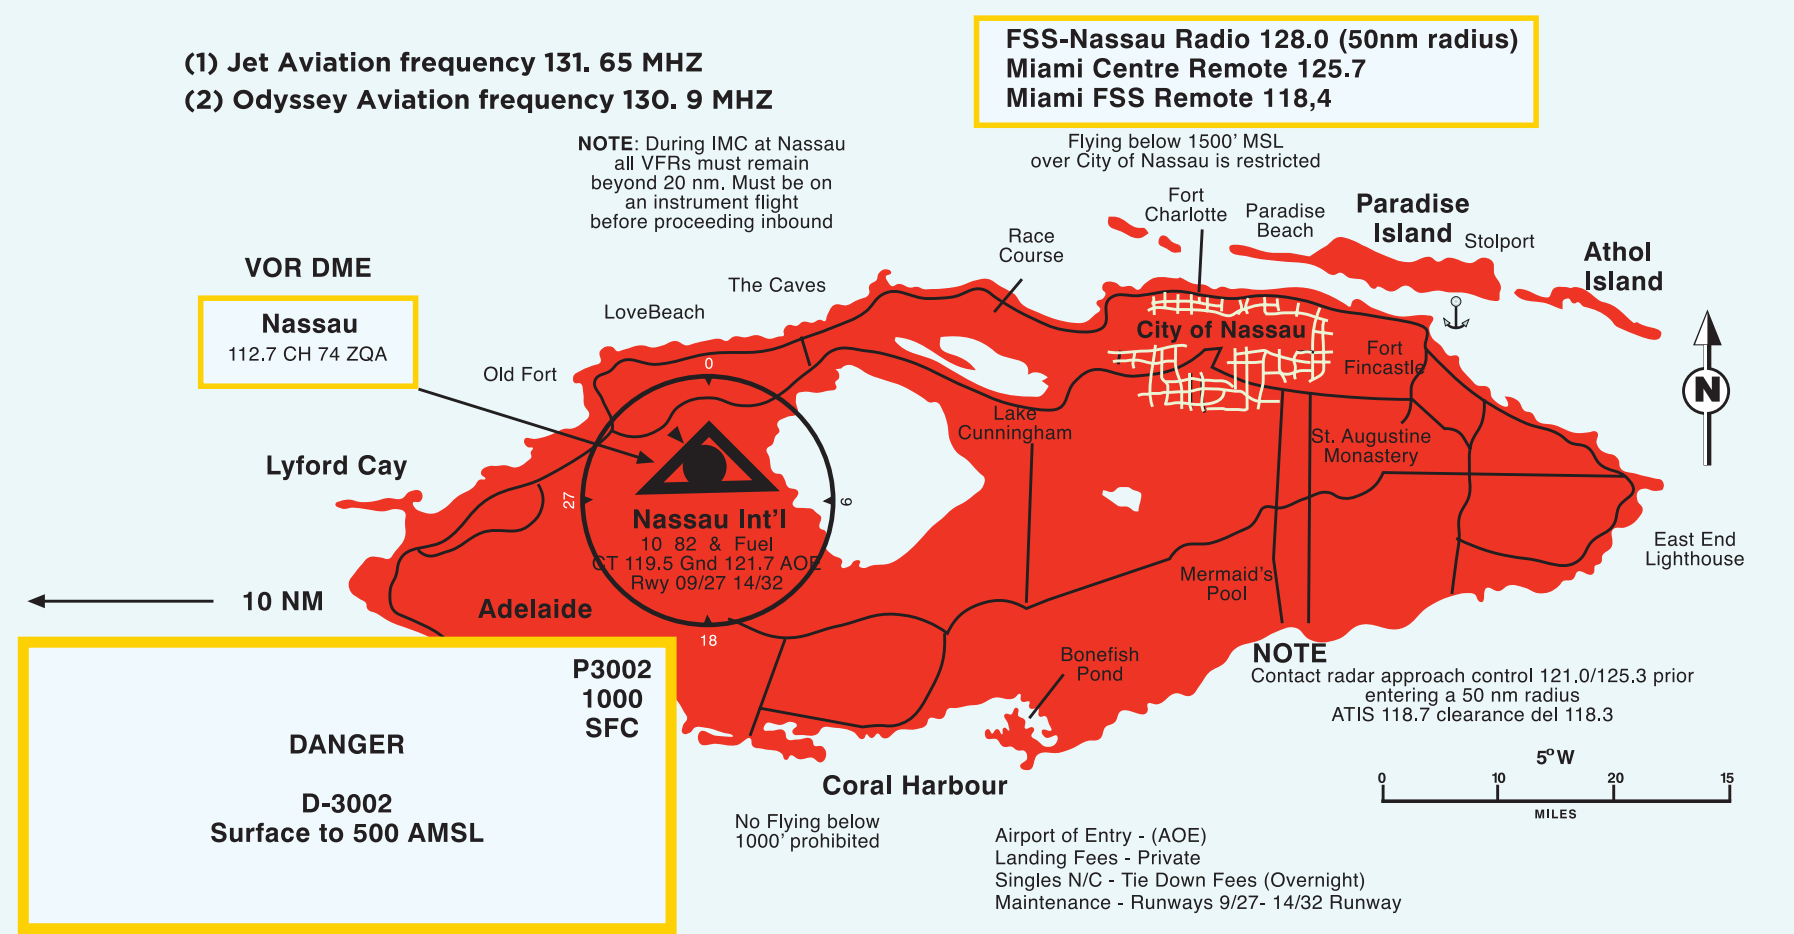 (1) Jet Aviation frequency 131. 65 MHZ
(2) Odyssey Aviation frequency 130. 9 MHZ
FSS-Nassau Radio 128.0 (50nm radius)
Miami Centre Remote 125.7
Miami FSS Remote 118,4
NOTE: During IMC at Nassau
all VFRs must remain
beyond 20 nm. Must be on
an instrument flight
before proceeding inbound
Flying below 1500' MSL
over City of Nassau is restricted
Fort
Charlotte
Paradise
Beach
Paradise
Island
Stolport
Athol
Island
Race
Course
VOR DME
Nassau
112.7 CH 74 ZQA
The Caves
LoveBeach
Old Fort
City of Nassau
Fort
Fincastle
N
0
Lake
Cunningham
St. Augustine
Monastery
Lyford Cay
27
9
Nassau Int'l
10 82 & Fuel
CT 119.5 Gnd 121.7 AOE
Rwy 09/27 14/32
18
East End
Lighthouse
Mermaid's
Pool
10 NM
Adelaide
Bonefish
Pond
NOTE
Contact radar approach control 121.0/125.3 prior
entering a 50 nm radius
ATIS 118.7 clearance del 118.3
P3002
1000
SFC
DANGER
D-3002
Surface to 500 AMSL
Coral Harbour
No Flying below
1000' prohibited
5°W
0 10 20 15
MILES
Airport of Entry - (AOE)
Landing Fees - Private
Singles N/C - Tie Down Fees (Overnight)
Maintenance - Runways 9/27- 14/32 Runway